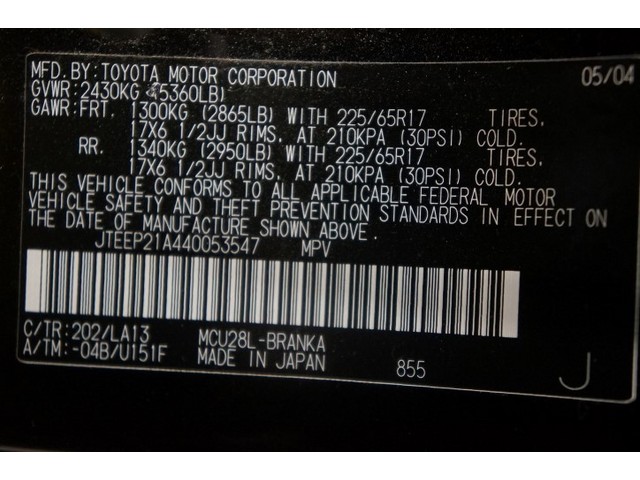 MFD.BY:TOYOTA MOTOR CORPORATION 05/04
GVWR:2430KG (5360LB)
GAWR:FRT. 1300KG (2865LB) WITH 225/65R17 TIRES,
17X6 1/2JJ RIMS, AT 210KPA (30PSI) COLD.
RR. 1340KG (2950LB) WITH 225/65R17 TIRES,
17X6 1/2JJ RIMS, AT 210KPA (30PSI) COLD.
THIS VEHICLE CONFORMS TO ALL APPLICABLE FEDERAL MOTOR
VEHICLE SAFETY AND THEFT PREVENTION STANDARDS IN EFFECT ON
THE DATE OF MANUFACTURE SHOWN ABOVE.
JTEEP21A440053547 MPV
C/TR:202/LA13 MCU28L-BRANKA
A/TM:-04B/U151F MADE IN JAPAN 855 J